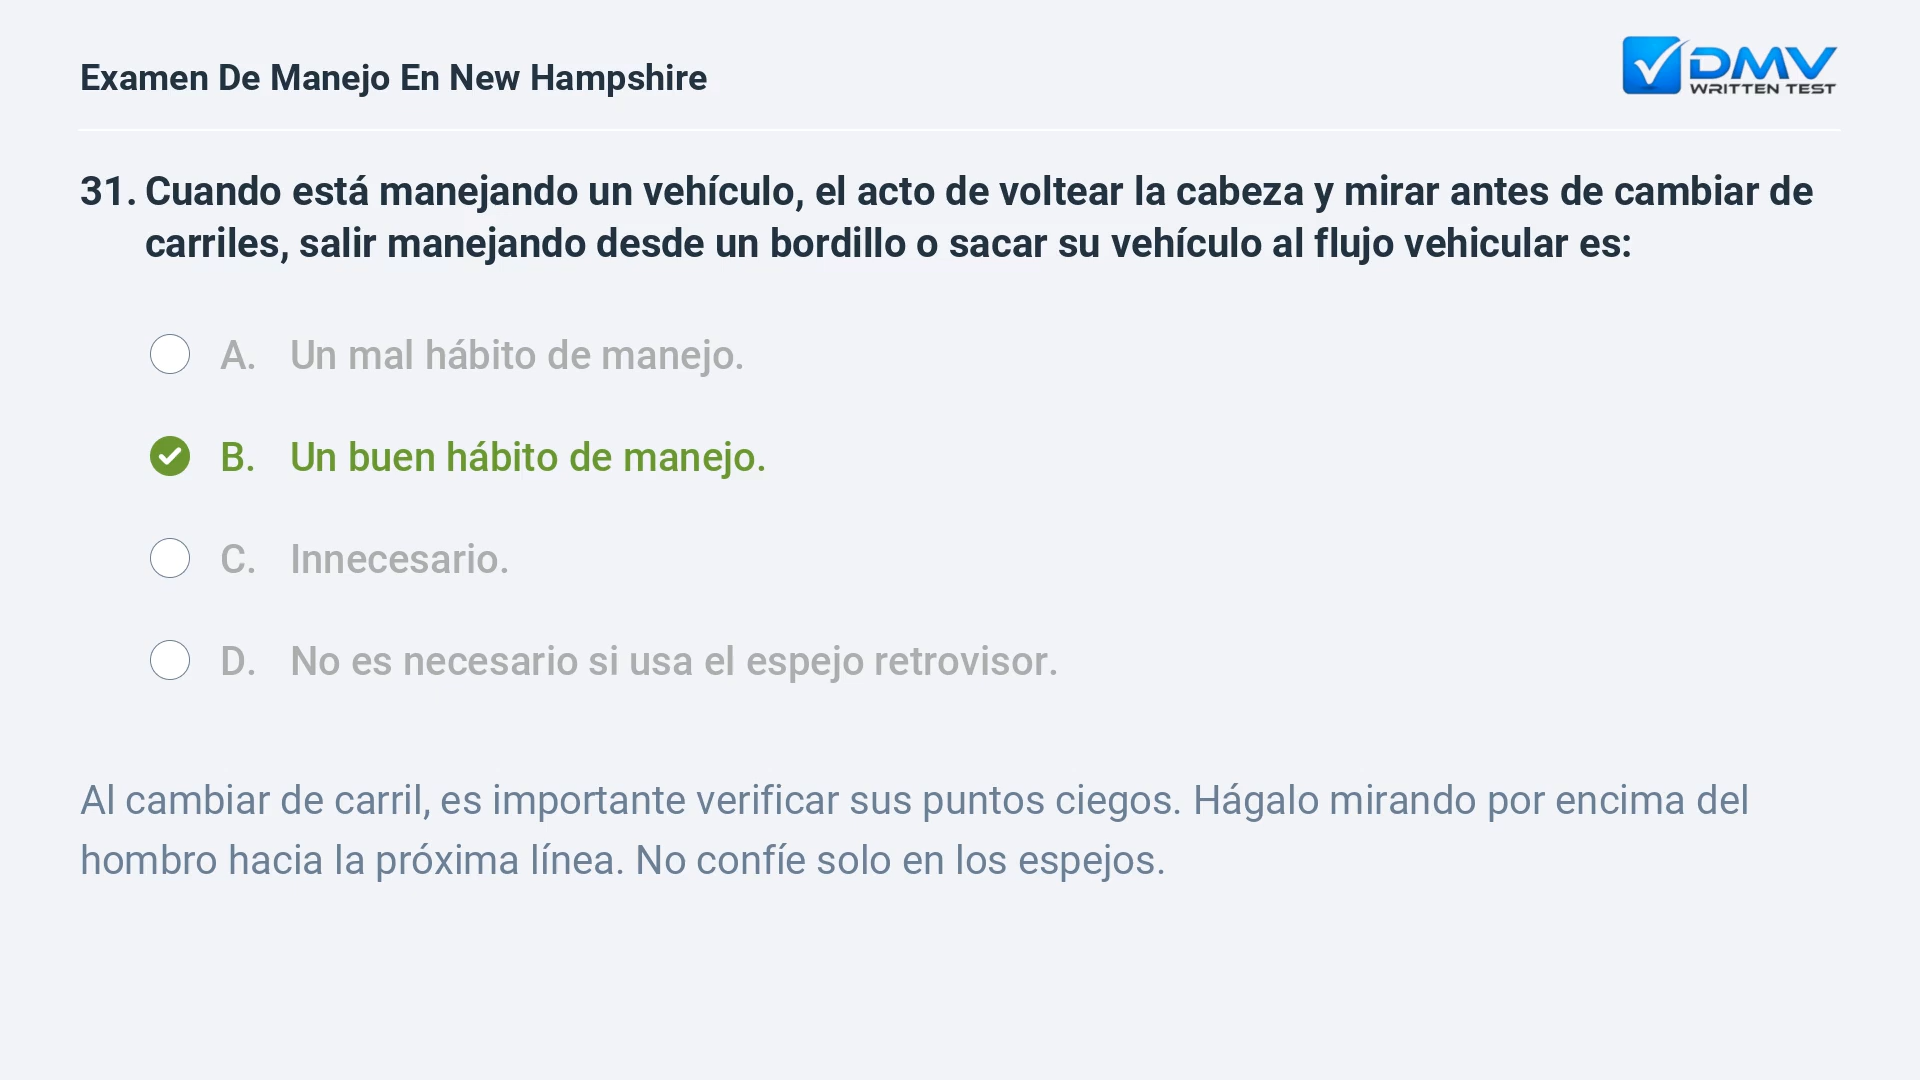 Examen De Manejo En New Hampshire
DMV
WRITTEN TEST
31. Cuando está manejando un vehículo, el acto de voltear la cabeza y mirar antes de cambiar de
carriles, salir manejando desde un bordillo o sacar su vehículo al flujo vehicular es:
A. Un mal hábito de manejo.
B. Un buen hábito de manejo.
C. Innecesario.
D. No es necesario si usa el espejo retrovisor.
Al cambiar de carril, es importante verificar sus puntos ciegos. Hágalo mirando por encima del
hombro hacia la próxima línea. No confíe solo en los espejos.